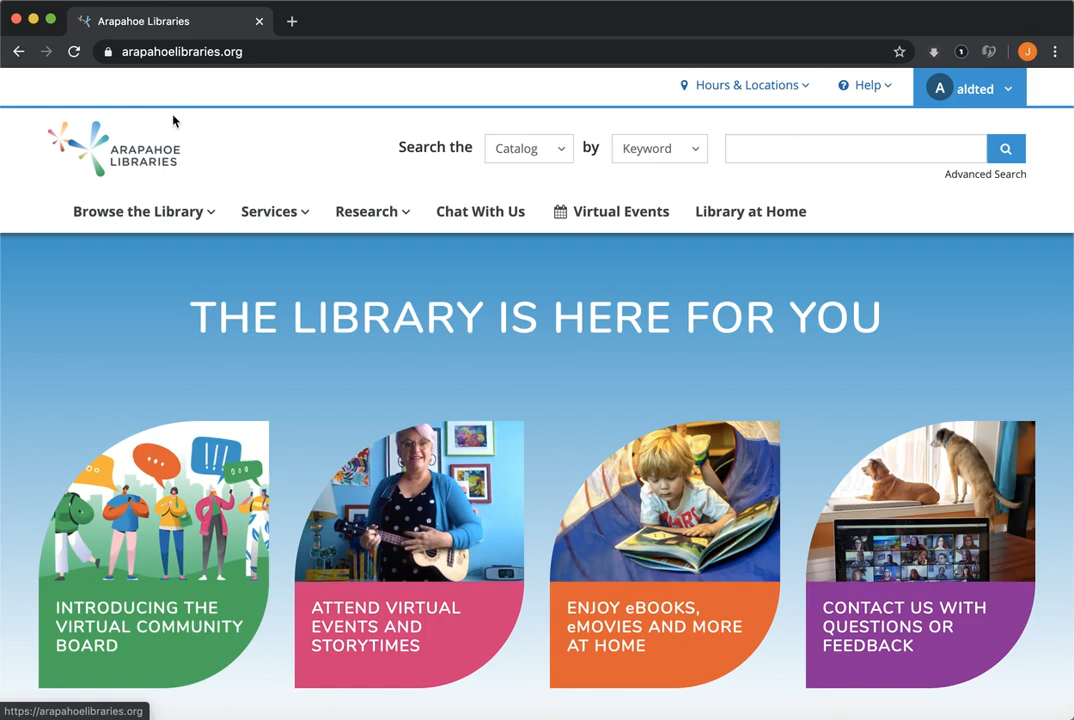 Arapahoe Libraries
arapahoelibraries.org
1
J
Hours & Locations
? Help
A aldted
ARAPAHOE
LIBRARIES
Search the Catalog by Keyword
Advanced Search
Browse the Library Services Research Chat With Us Virtual Events Library at Home
THE LIBRARY IS HERE FOR YOU
!!!
INTRODUCING THE
VIRTUAL COMMUNITY
BOARD
ATTEND VIRTUAL
EVENTS AND
STORYTIMES
ENJOY eBOOKS,
eMOVIES AND MORE
AT HOME
CONTACT US WITH
QUESTIONS OR
FEEDBACK
https://arapahoelibraries.org